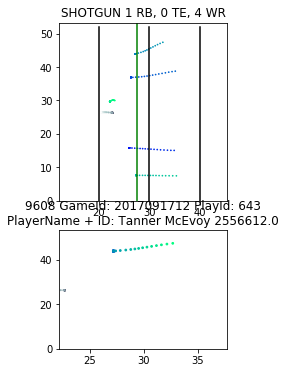 SHOTGUN 1 RB, 0 TE, 4 WR
50
40
30
20
10
0
20 30 40
9608 GameId: 2017091712 PlayId: 643
PlayerName + ID: Tanner McEvoy 2556612.0
40
20
0
25 30 35